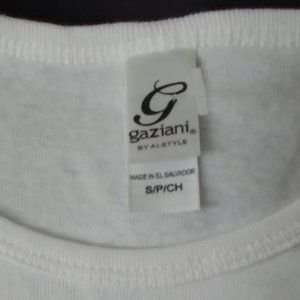 G
gaziani®
BY ALSTYLE
MADE IN EL SALVADOR
S/P/CH